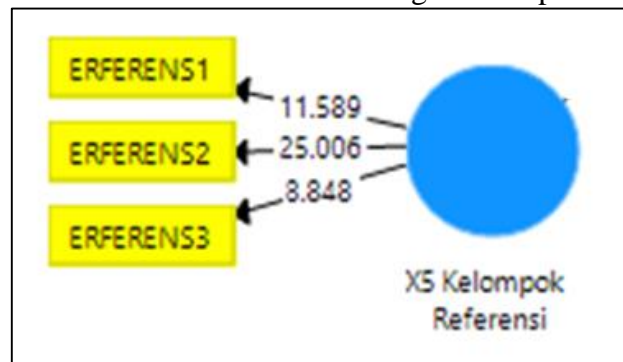 ERFERENS1
11.589
ERFERENS2
25.006
8.848
ERFERENS3
X5 Kelompok
Referensi